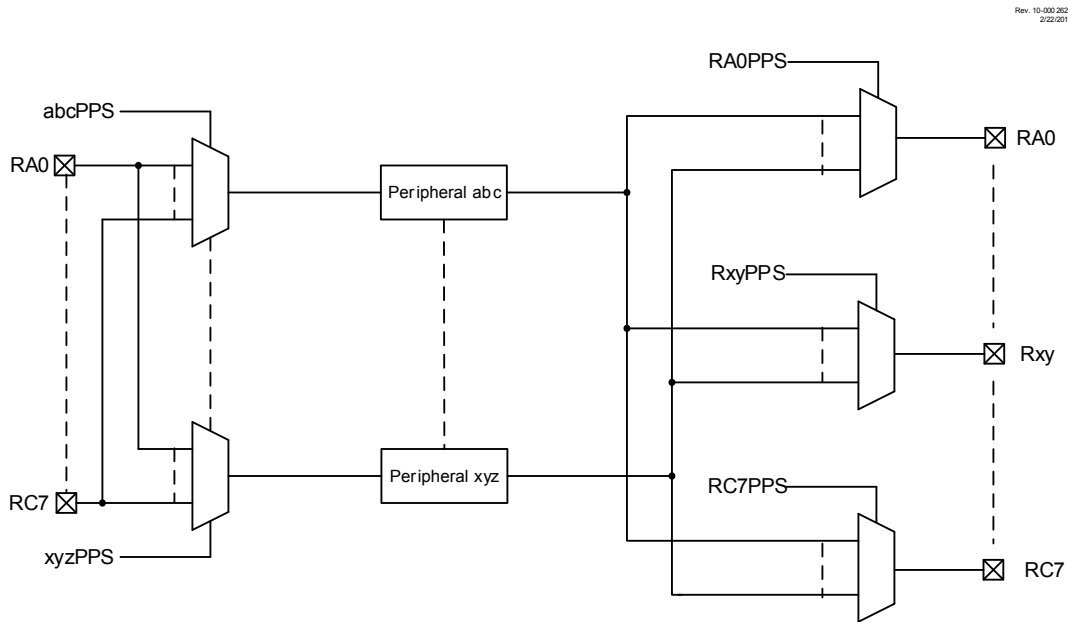 Rev. 10-000 262
2/22/201
RA0PPS
abcPPS
RA0
RA0
Peripheral abc
RxyPPS
Rxy
Peripheral xyz
RC7PPS
RC7
xyzPPS
RC7